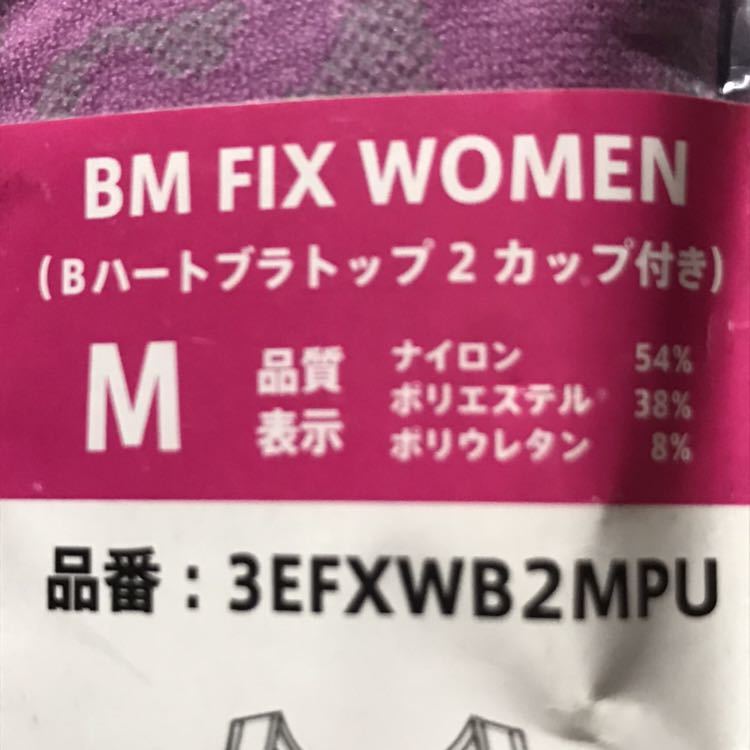 BM FIX WOMEN
(Bハートブラトップ2カップ付き)
M
品質
表示
ナイロン 54%
ポリエステル 38%
ポリウレタン 8%
品番：3EFXWB2MPU